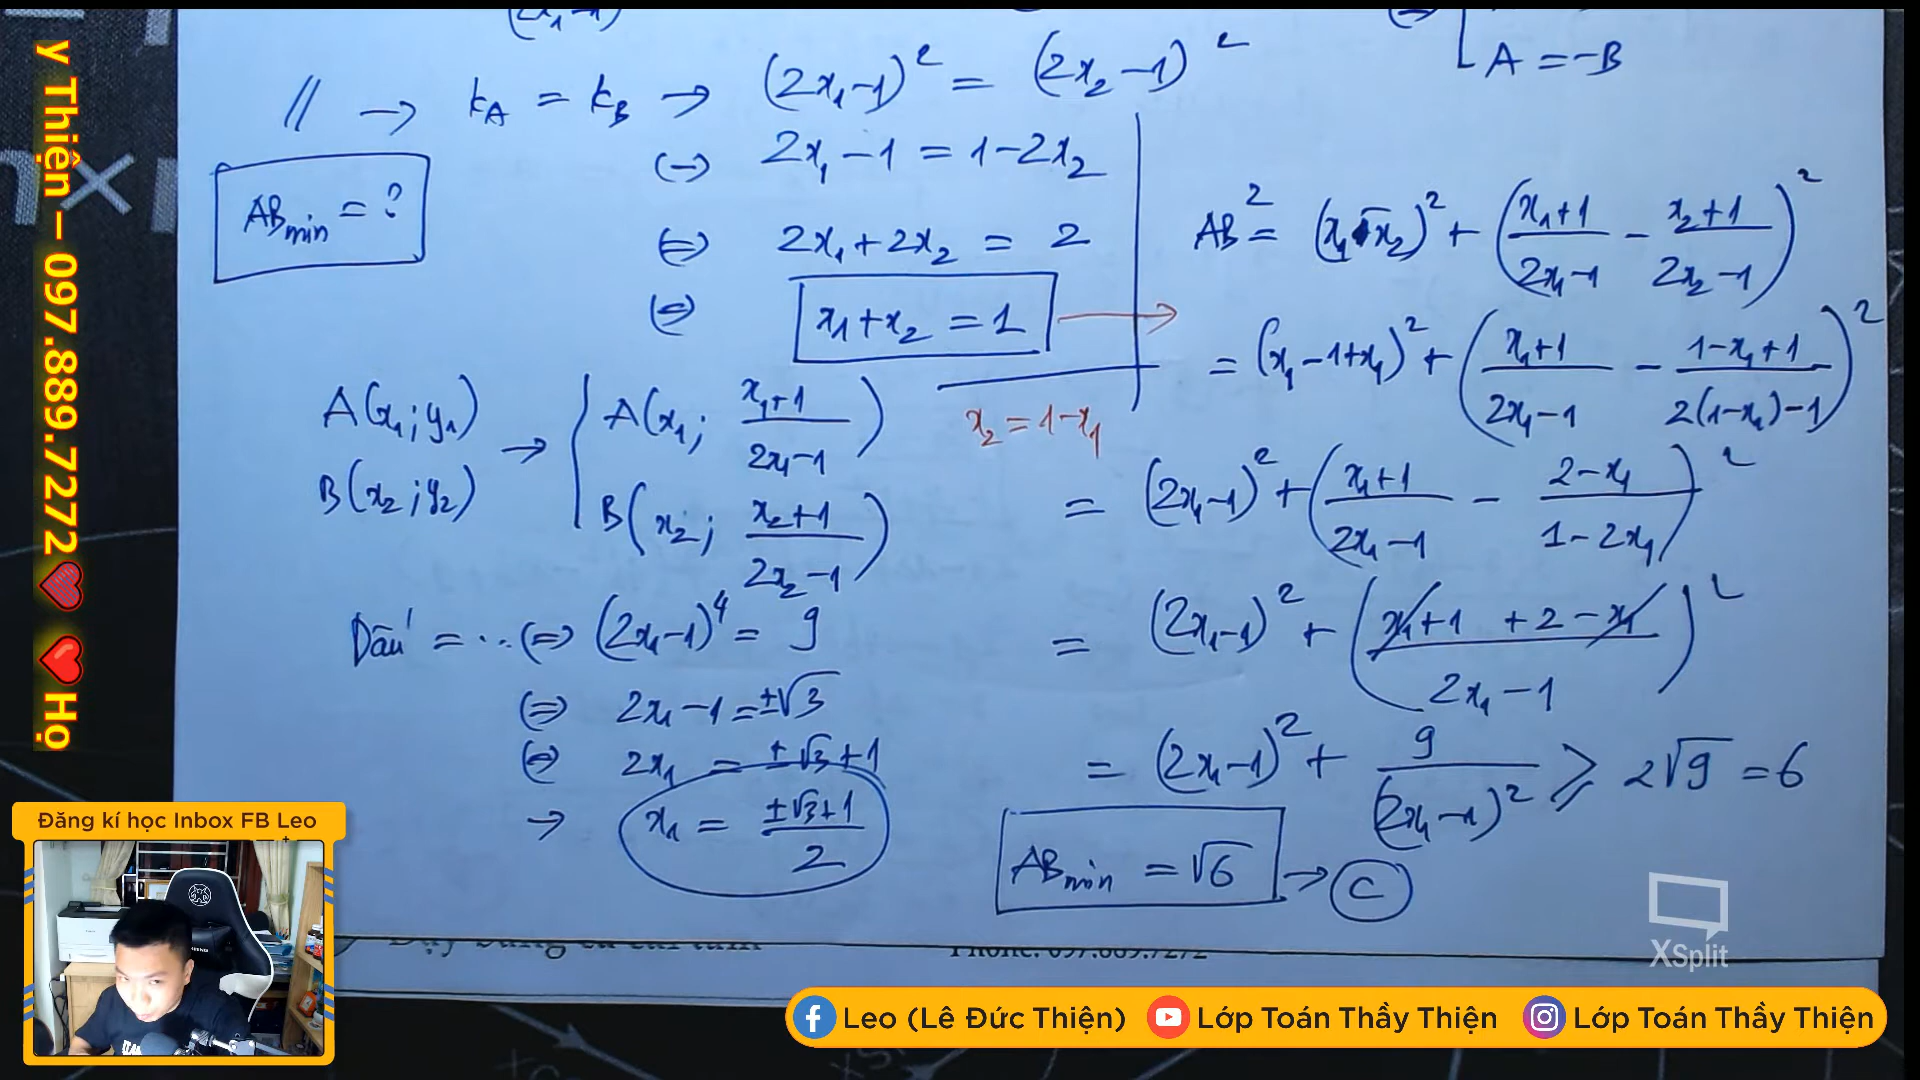 (2x₁-1)
A = -B
// → k_A = k_B → (2x₁-1)² = (2x₂-1)²
(→) 2x₁-1 = 1-2x₂
AB_min = ?
(⇔) 2x₁+2x₂ = 2
(⇔) x₁+x₂ = 1 →
A(x₁; y₁)
B(x₂; y₂)
→ { A(x₁; (x₁+1)/(2x₁-1))
B(x₂; (x₂+1)/(2x₂-1))
x₂ = 1-x₁
Dấu = ... (⇔) (2x₁-1)⁴ = 9
(⇔) 2x₁-1 = ±√3
(⇔) 2x₁ = ±√3+1
→ x₁ = (±√3+1)/2
AB² = (x₁-x₂)² + ((x₁+1)/(2x₁-1) - (x₂+1)/(2x₂-1))²
= (x₁-1+x₁)² + ((x₁+1)/(2x₁-1) - (1-x₁+1)/(2(1-x₁)-1))²
= (2x₁-1)² + ((x₁+1)/(2x₁-1) - (2-x₁)/(1-2x₁))²
= (2x₁-1)² + ((x₁+1+2-x₁)/(2x₁-1))²
= (2x₁-1)² + 9/(2x₁-1)² ⩾ 2√9 = 6
AB_min = √6 → C
y Thiện – 097.889.7272 Họ
Đăng kí học Inbox FB Leo
Phone: 097.889.7272
XSplit
Leo (Lê Đức Thiện)
Lớp Toán Thầy Thiện
Lớp Toán Thầy Thiện